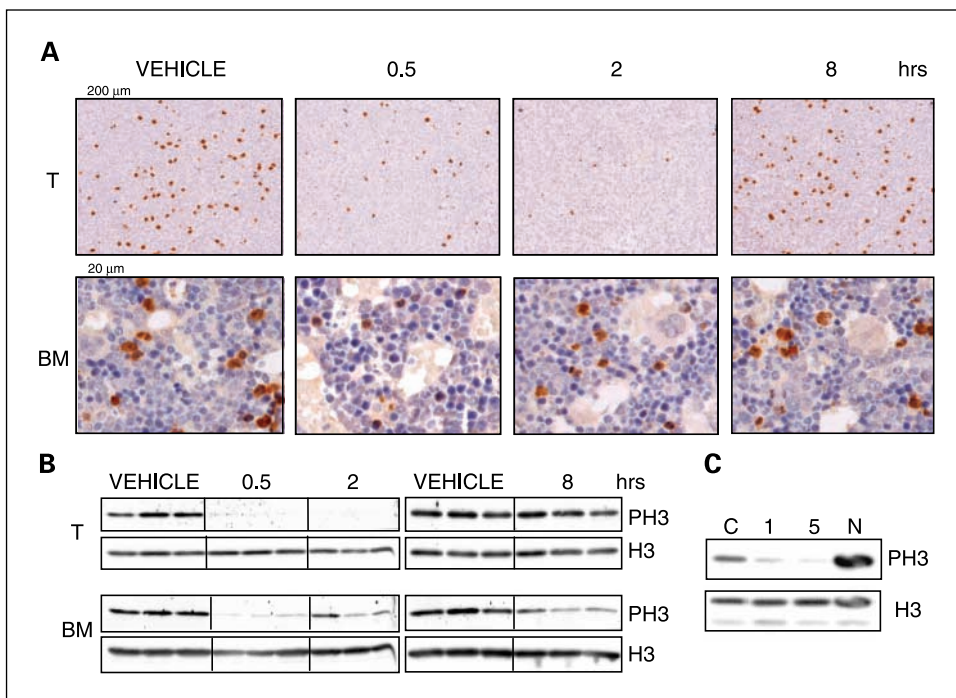 A
VEHICLE 0.5 2 8 hrs
200 μm
T
20 μm
BM
B
VEHICLE 0.5 2 VEHICLE 8 hrs
T
PH3
H3
BM
PH3
H3
C
C 1 5 N
PH3
H3